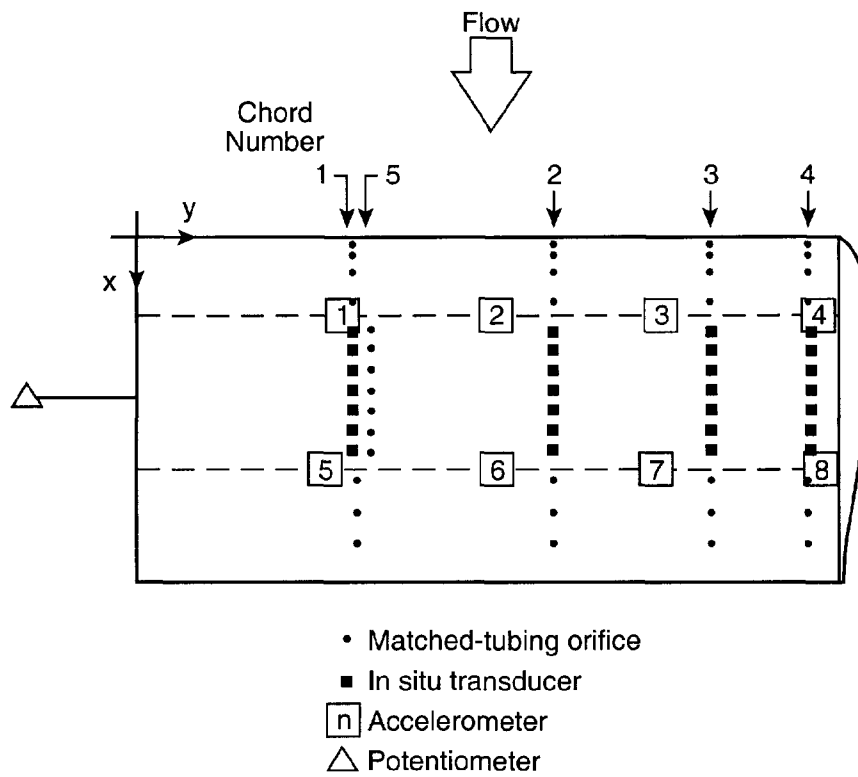 Flow
Chord
Number
1 5 2 3 4
y
x
1 2 3 4
5 6 7 8
Matched-tubing orifice
In situ transducer
n Accelerometer
Potentiometer